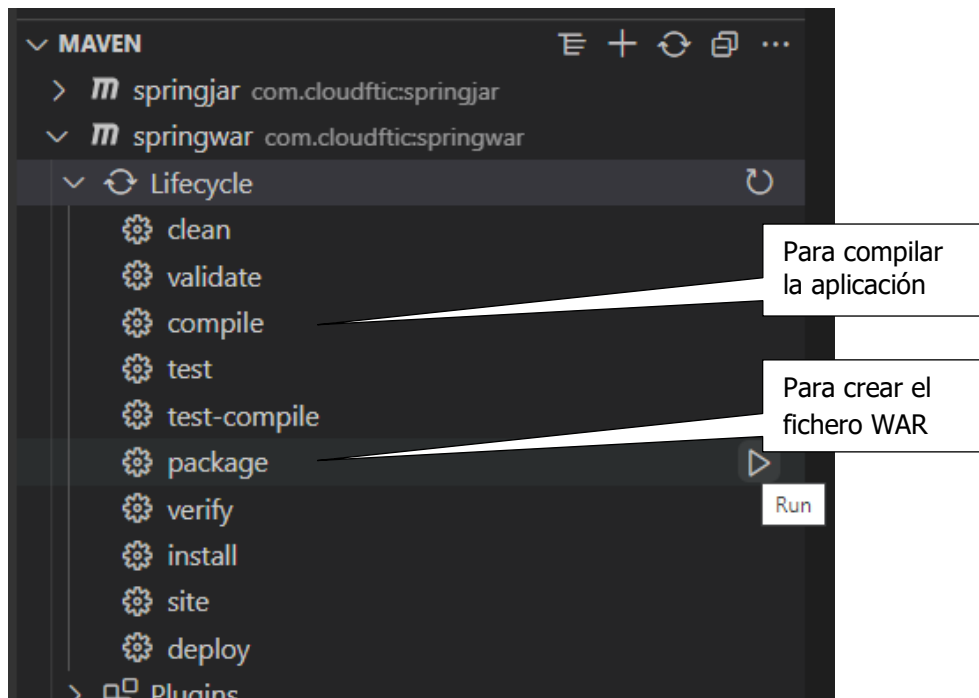 MAVEN
springjar com.cloudftic:springjar
springwar com.cloudftic:springwar
Lifecycle
clean
validate
Para compilar
la aplicación
compile
test
Para crear el
fichero WAR
test-compile
package
Run
verify
install
site
deploy
Plugins